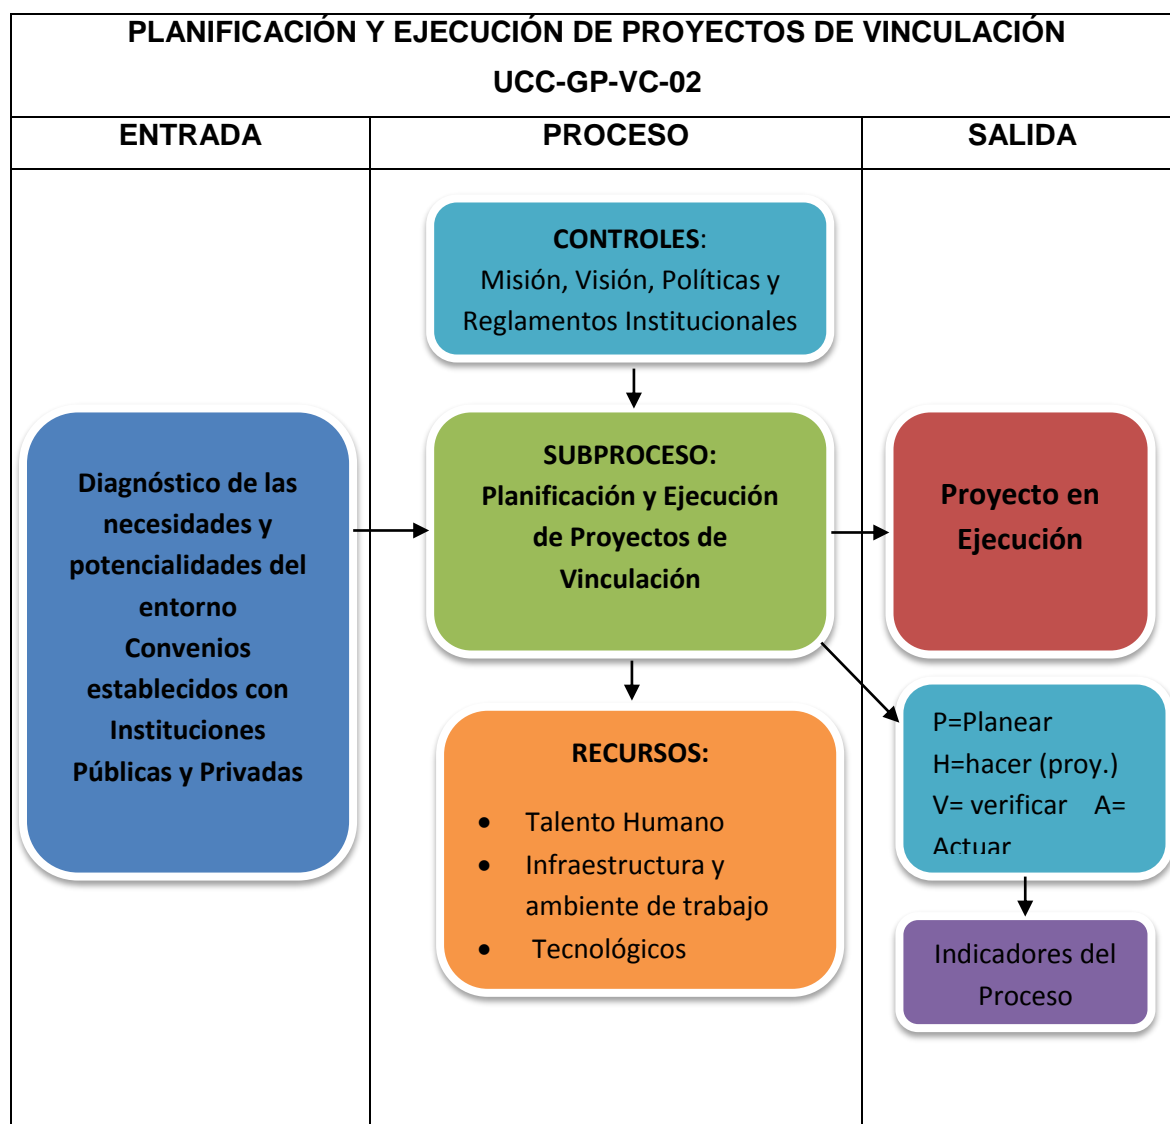 PLANIFICACIÓN Y EJECUCIÓN DE PROYECTOS DE VINCULACIÓN
UCC-GP-VC-02
ENTRADA
PROCESO
SALIDA
Diagnóstico de las
necesidades y
potencialidades del
entorno
Convenios
establecidos con
Instituciones
Públicas y Privadas
CONTROLES:
Misión, Visión, Políticas y
Reglamentos Institucionales
SUBPROCESO:
Planificación y Ejecución
de Proyectos de
Vinculación
RECURSOS:
• Talento Humano
• Infraestructura y
ambiente de trabajo
• Tecnológicos
Proyecto en
Ejecución
P=Planear
H=hacer (proy.)
V= verificar A=
Actuar
Indicadores del
Proceso